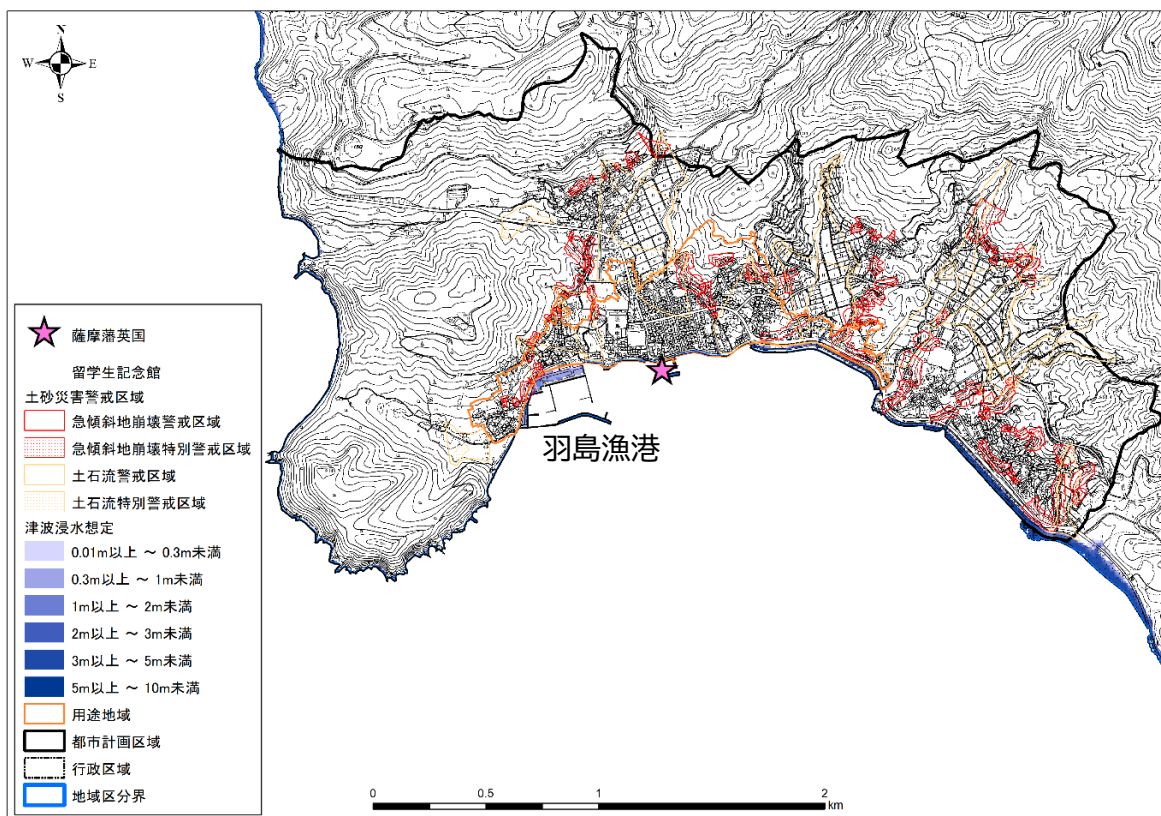 N
W
E
S
薩摩藩英国
留学生記念館
土砂災害警戒区域
急傾斜地崩壊警戒区域
急傾斜地崩壊特別警戒区域
土石流警戒区域
土石流特別警戒区域
津波浸水想定
0.01m以上 ~ 0.3m未満
0.3m以上 ~ 1m未満
1m以上 ~ 2m未満
2m以上 ~ 3m未満
3m以上 ~ 5m未満
5m以上 ~ 10m未満
用途地域
都市計画区域
行政区域
地域区分界
羽島漁港
0 0.5 1 2
km